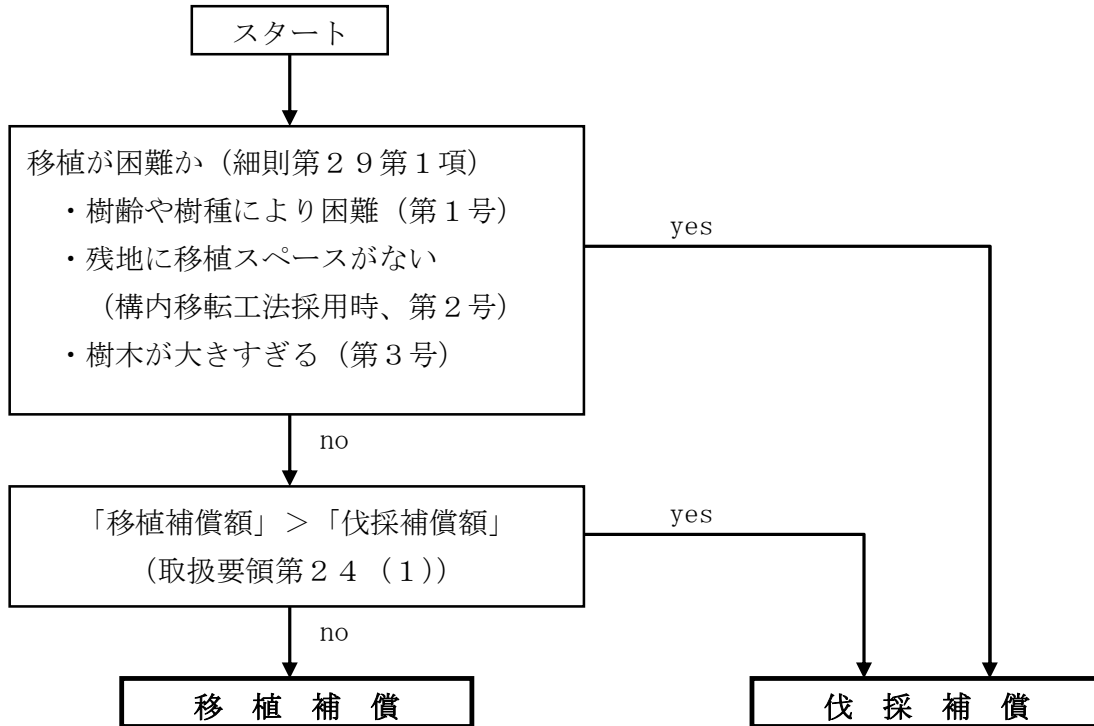 スタート
移植が困難か（細則第２９第１項）
・樹齢や樹種により困難（第１号）
・残地に移植スペースがない
（構内移転工法採用時、第２号）
・樹木が大きすぎる（第３号）
yes
no
「移植補償額」＞「伐採補償額」
（取扱要領第２４（１））
yes
no
移　植　補　償
伐　採　補　償